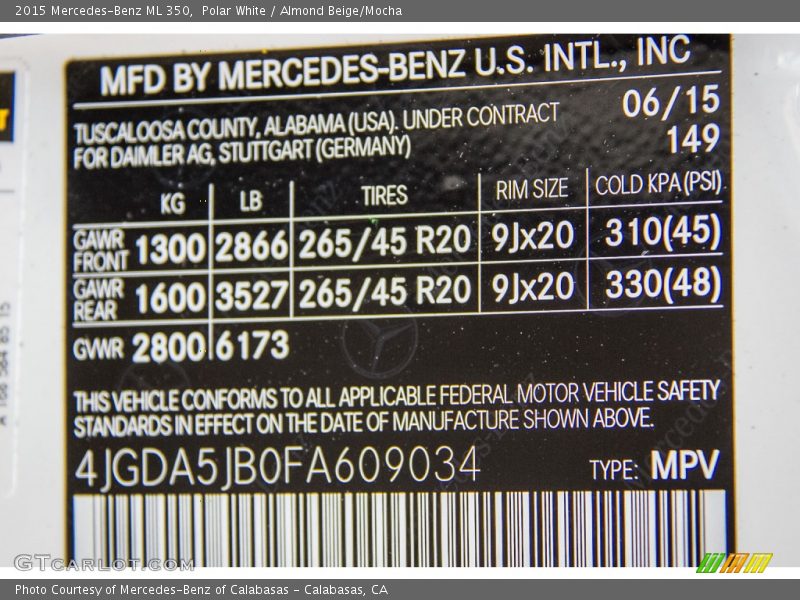 2015 Mercedes-Benz ML 350,  Polar White / Almond Beige/Mocha
MFD BY MERCEDES-BENZ U.S. INTL., INC
TUSCALOOSA COUNTY, ALABAMA (USA). UNDER CONTRACT 06/15
FOR DAIMLER AG, STUTTGART (GERMANY) 149
KG LB TIRES RIM SIZE COLD KPA (PSI)
GAWR FRONT 1300 2866 265/45 R20 9Jx20 310(45)
GAWR REAR 1600 3527 265/45 R20 9Jx20 330(48)
GVWR 2800 6173
THIS VEHICLE CONFORMS TO ALL APPLICABLE FEDERAL MOTOR VEHICLE SAFETY
STANDARDS IN EFFECT ON THE DATE OF MANUFACTURE SHOWN ABOVE.
4JGDA5JB0FA609034 TYPE: MPV
GTCARLOT.COM
Photo Courtesy of Mercedes-Benz of Calabasas - Calabasas, CA